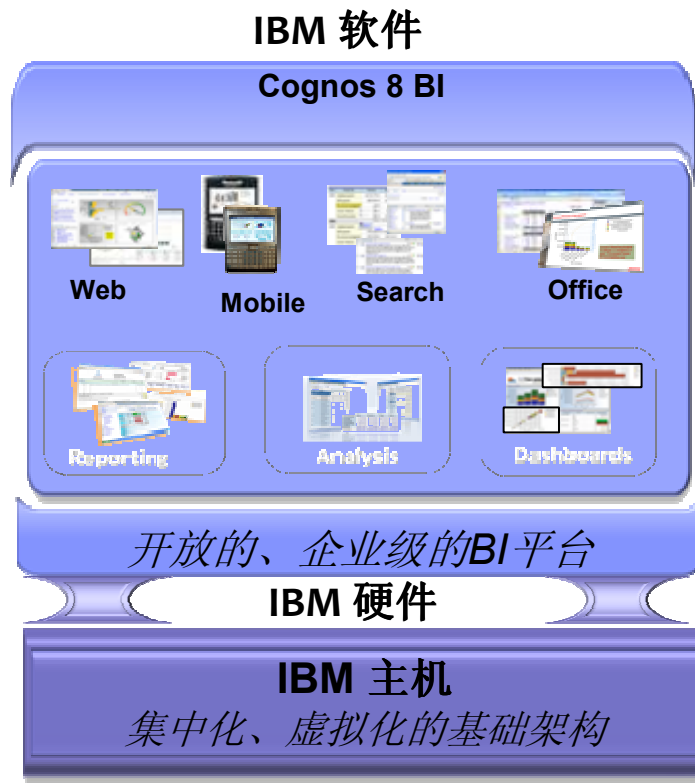 IBM 软件
Cognos 8 BI
Web
Mobile
Search
Office
Reporting
Analysis
Dashboards
开放的、企业级的BI平台
IBM 硬件
IBM 主机
集中化、虚拟化的基础架构